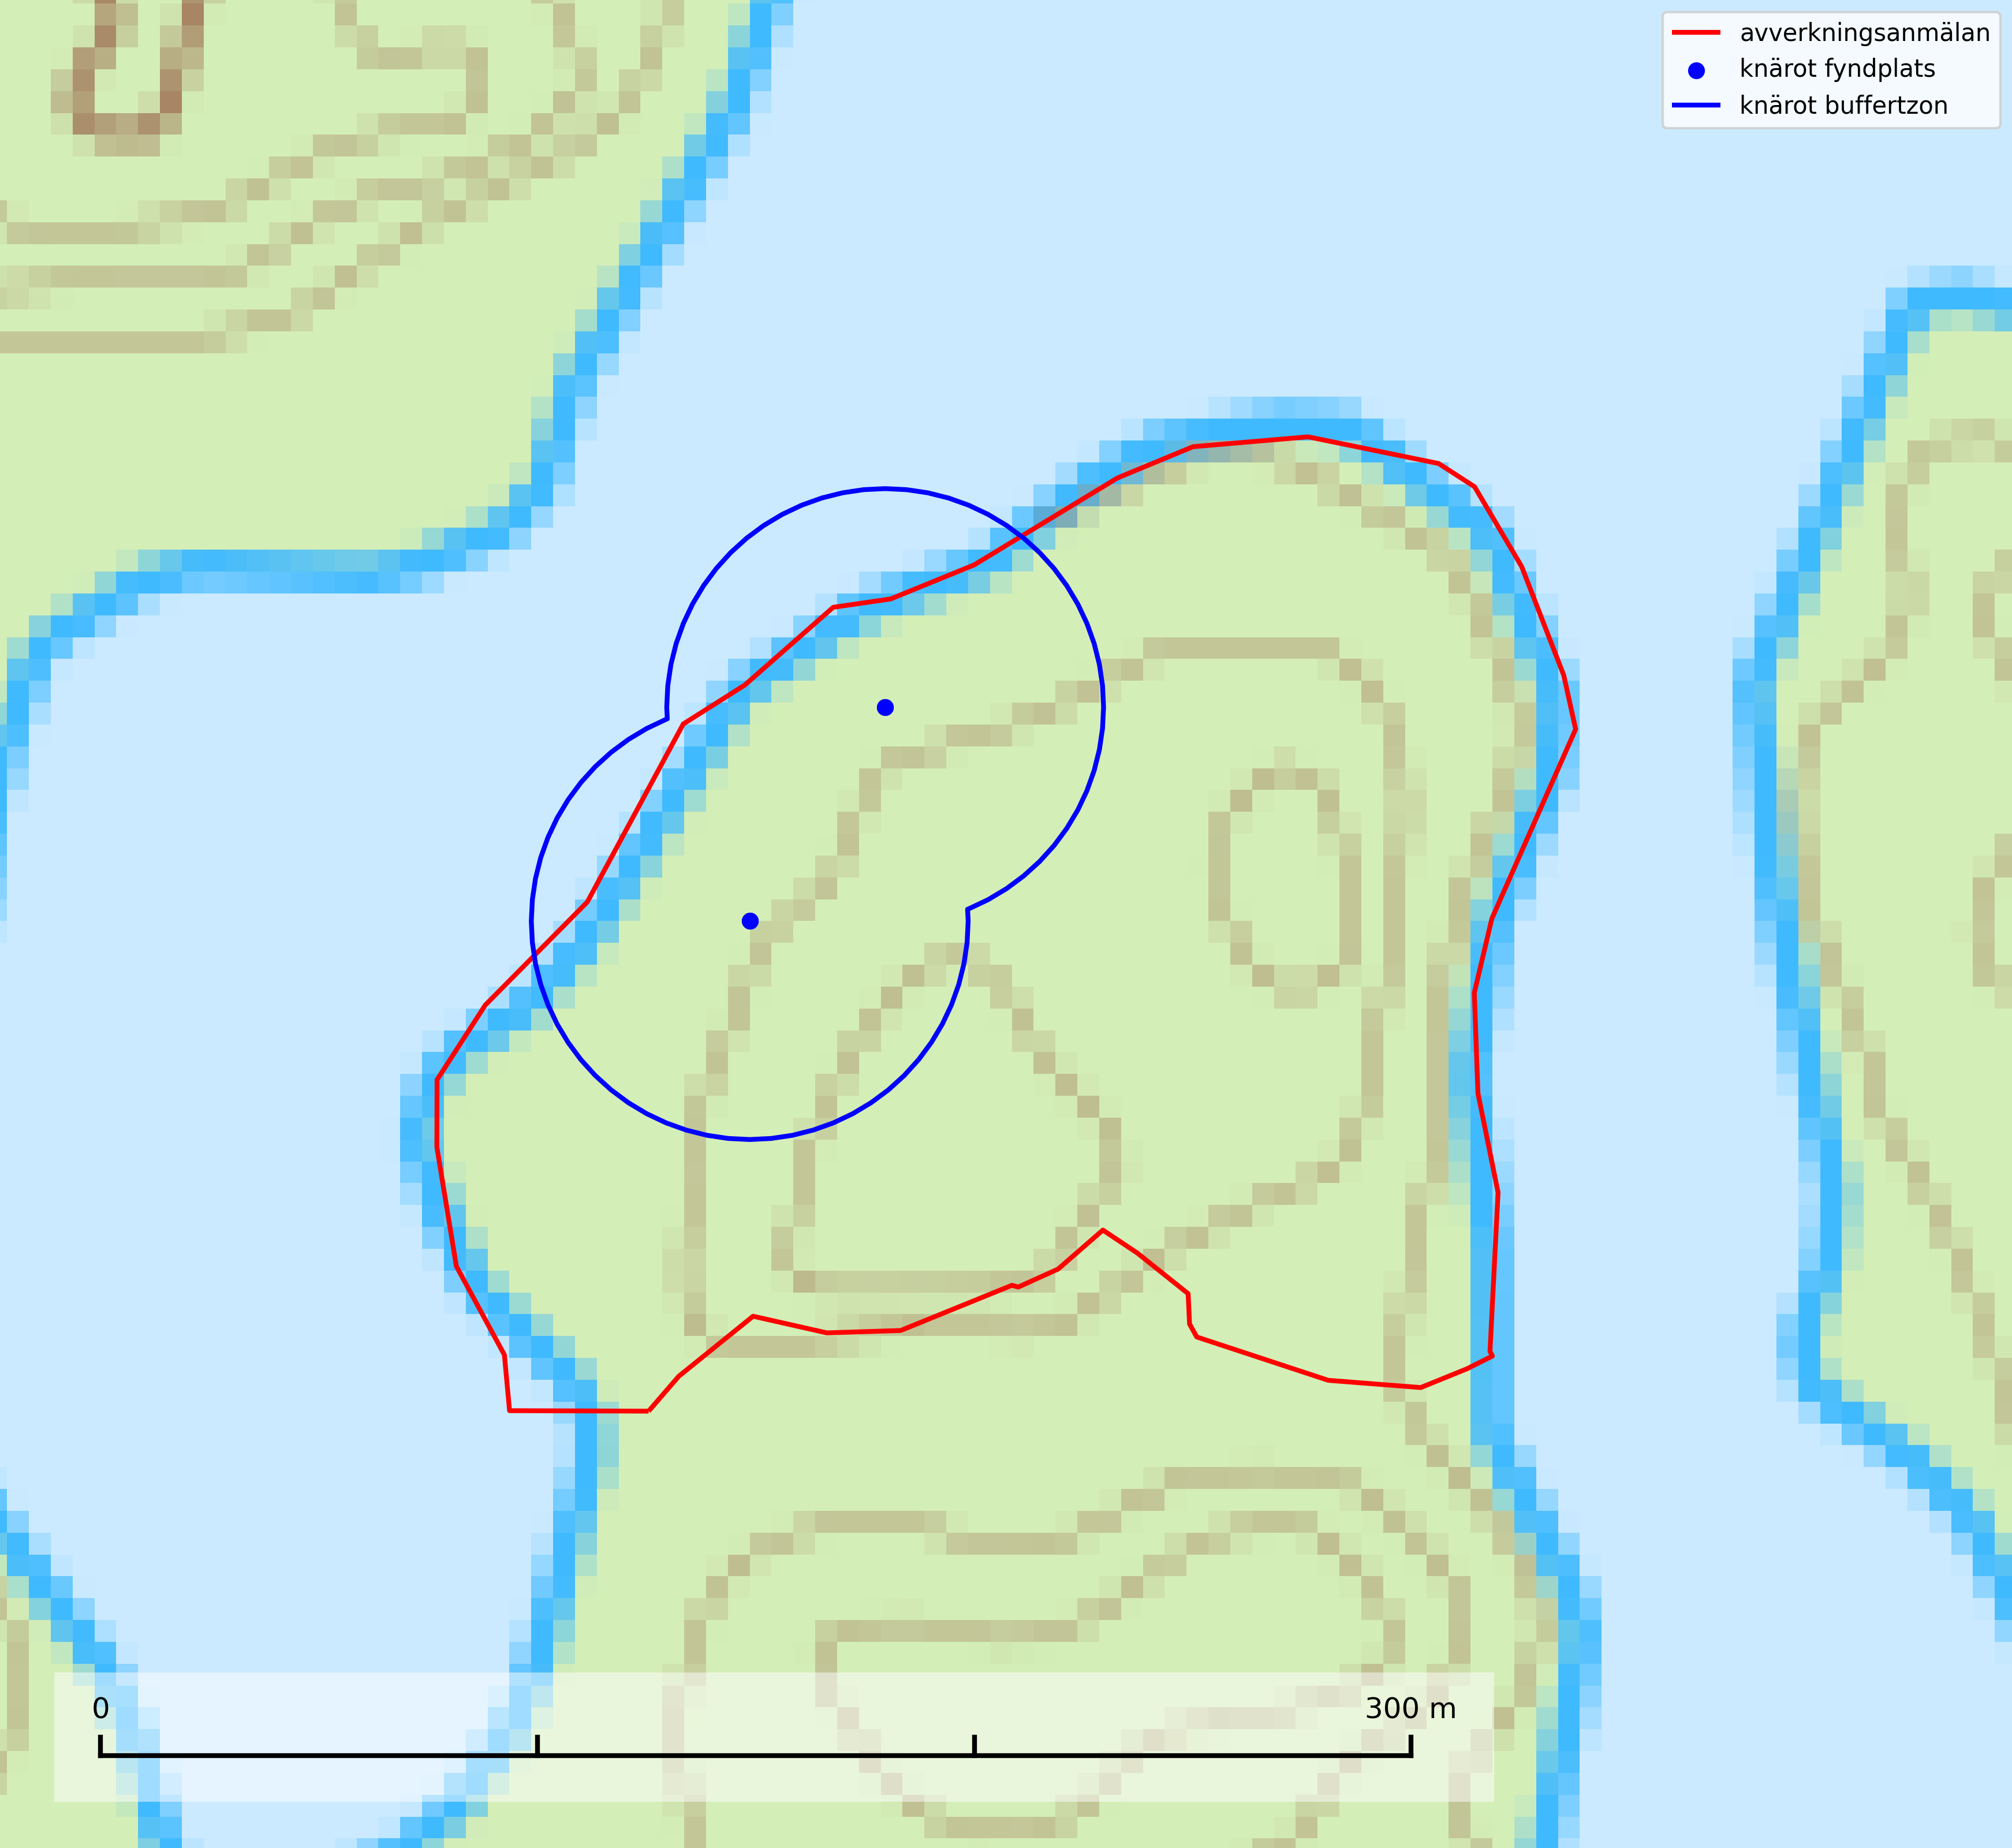 avverkningsanmälan
knärot fyndplats
knärot buffertzon
0 300 m